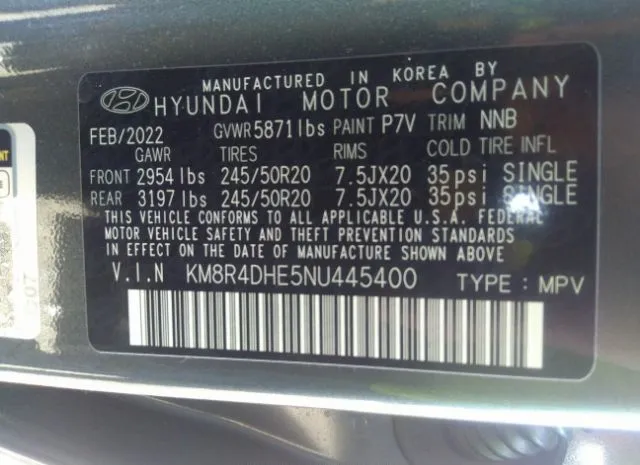 MANUFACTURED IN KOREA BY
HYUNDAI MOTOR COMPANY
FEB/2022 GVWR 5871lbs PAINT P7V TRIM NNB
GAWR TIRES RIMS COLD TIRE INFL
FRONT 2954 lbs 245/50R20 7.5JX20 35psi SINGLE
REAR 3197 lbs 245/50R20 7.5JX20 35psi SINGLE
THIS VEHICLE CONFORMS TO ALL APPLICABLE U.S.A. FEDERAL
MOTOR VEHICLE SAFETY AND THEFT PREVENTION STANDARDS
IN EFFECT ON THE DATE OF MANUFACTURE SHOWN ABOVE
V.I.N KM8R4DHE5NU445400 TYPE : MPV